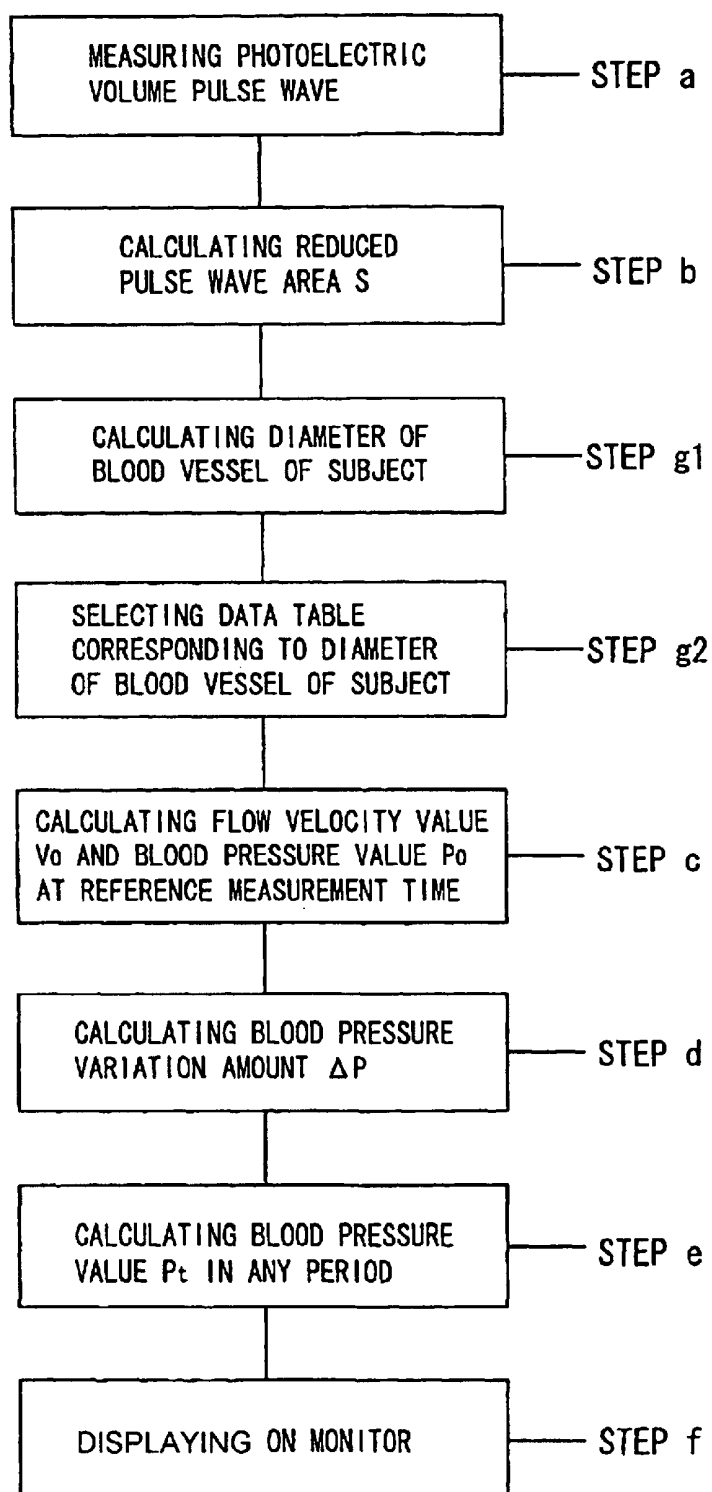 MEASURING PHOTOELECTRIC
VOLUME PULSE WAVE
STEP a
CALCULATING REDUCED
PULSE WAVE AREA S
STEP b
CALCULATING DIAMETER OF
BLOOD VESSEL OF SUBJECT
STEP g1
SELECTING DATA TABLE
CORRESPONDING TO DIAMETER
OF BLOOD VESSEL OF SUBJECT
STEP g2
CALCULATING FLOW VELOCITY VALUE
Vo AND BLOOD PRESSURE VALUE Po
AT REFERENCE MEASUREMENT TIME
STEP c
CALCULATING BLOOD PRESSURE
VARIATION AMOUNT ΔP
STEP d
CALCULATING BLOOD PRESSURE
VALUE Pt IN ANY PERIOD
STEP e
DISPLAYING ON MONITOR
STEP f